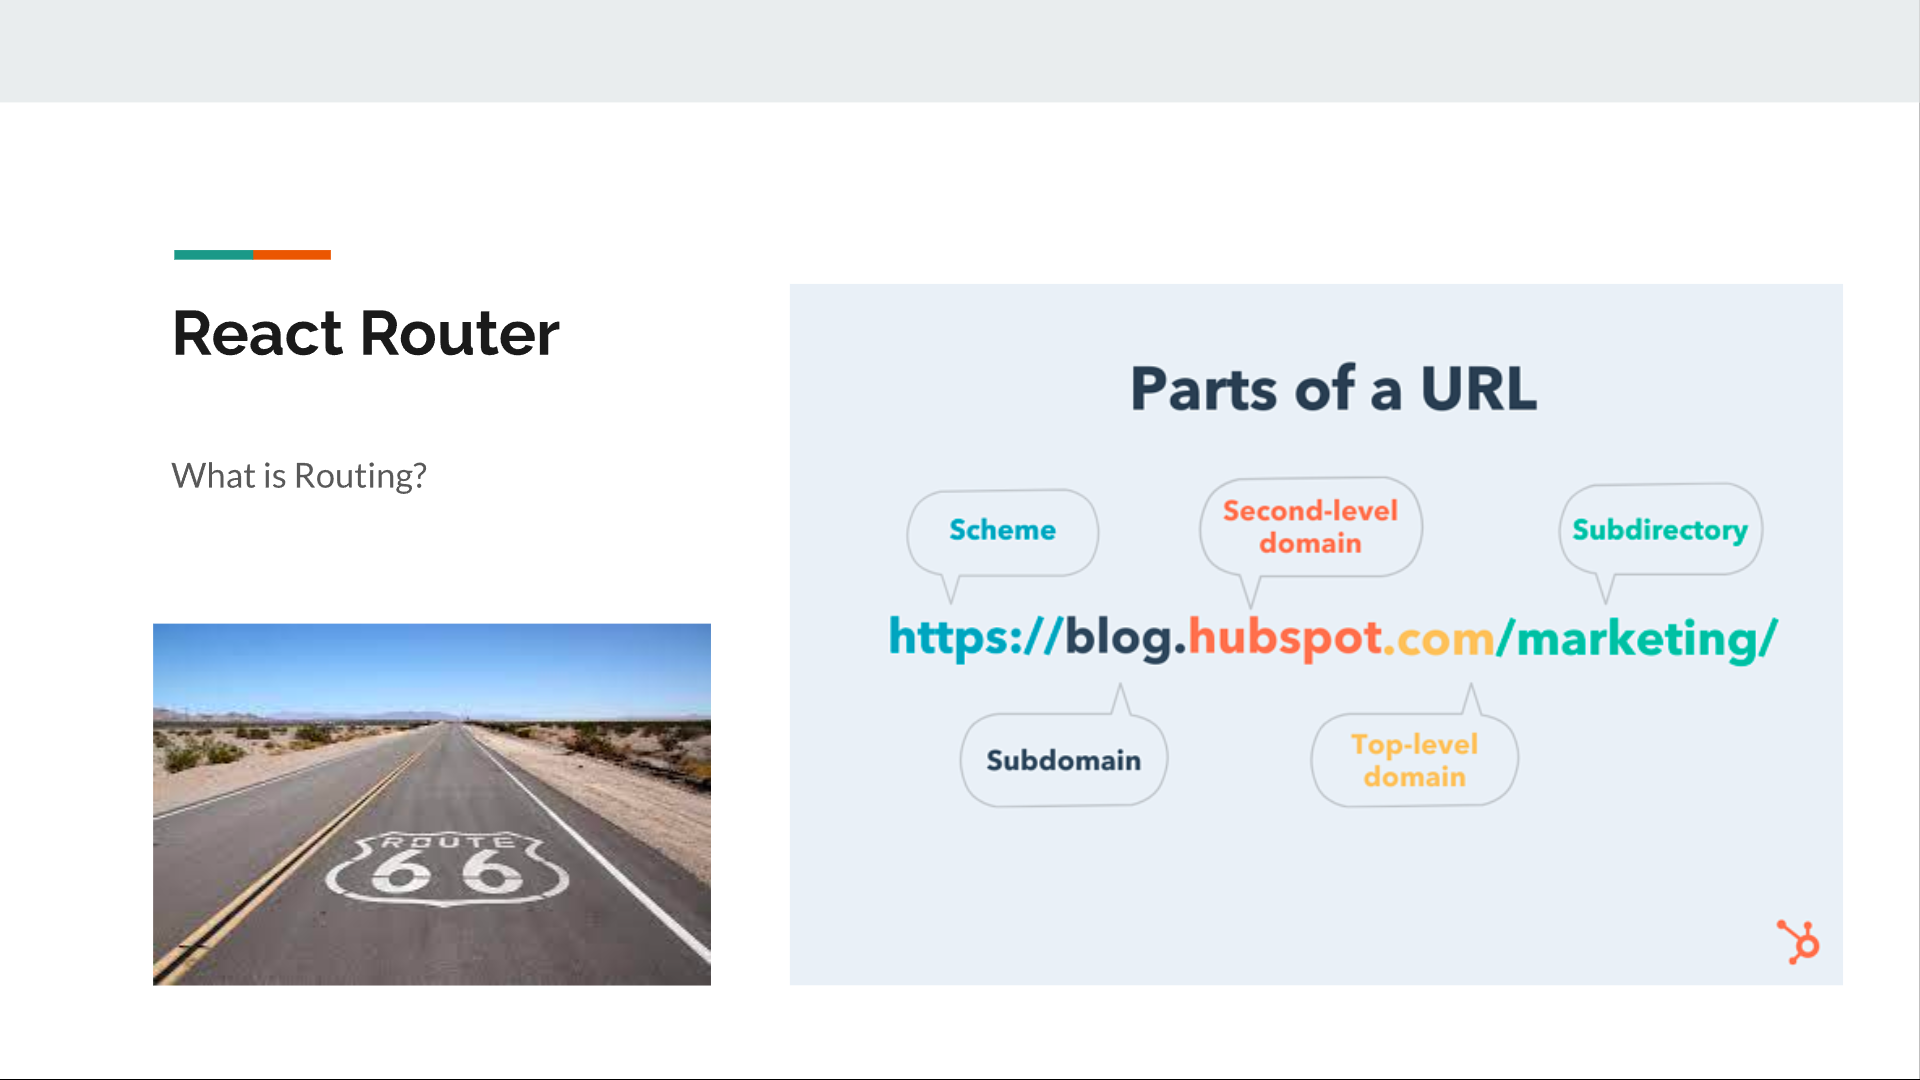 React Router
What is Routing?
ROUTE
66
Parts of a URL
Scheme
Second-level
domain
Subdirectory
https://blog.hubspot.com/marketing/
Subdomain
Top-level
domain